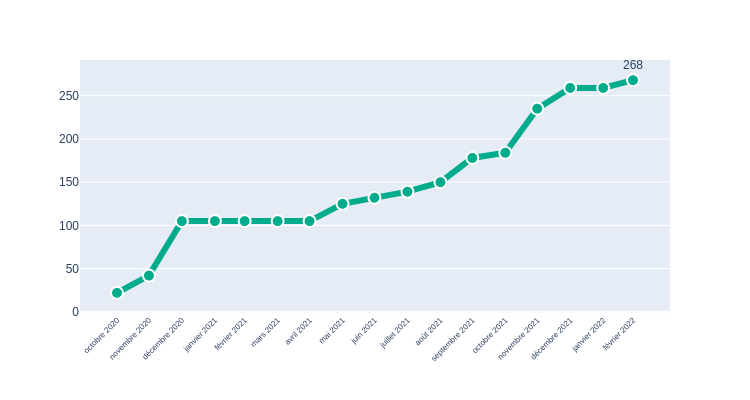 268
250
200
150
100
50
0
octobre 2020
novembre 2020
décembre 2020
janvier 2021
février 2021
mars 2021
avril 2021
mai 2021
juin 2021
juillet 2021
août 2021
septembre 2021
octobre 2021
novembre 2021
décembre 2021
janvier 2022
février 2022